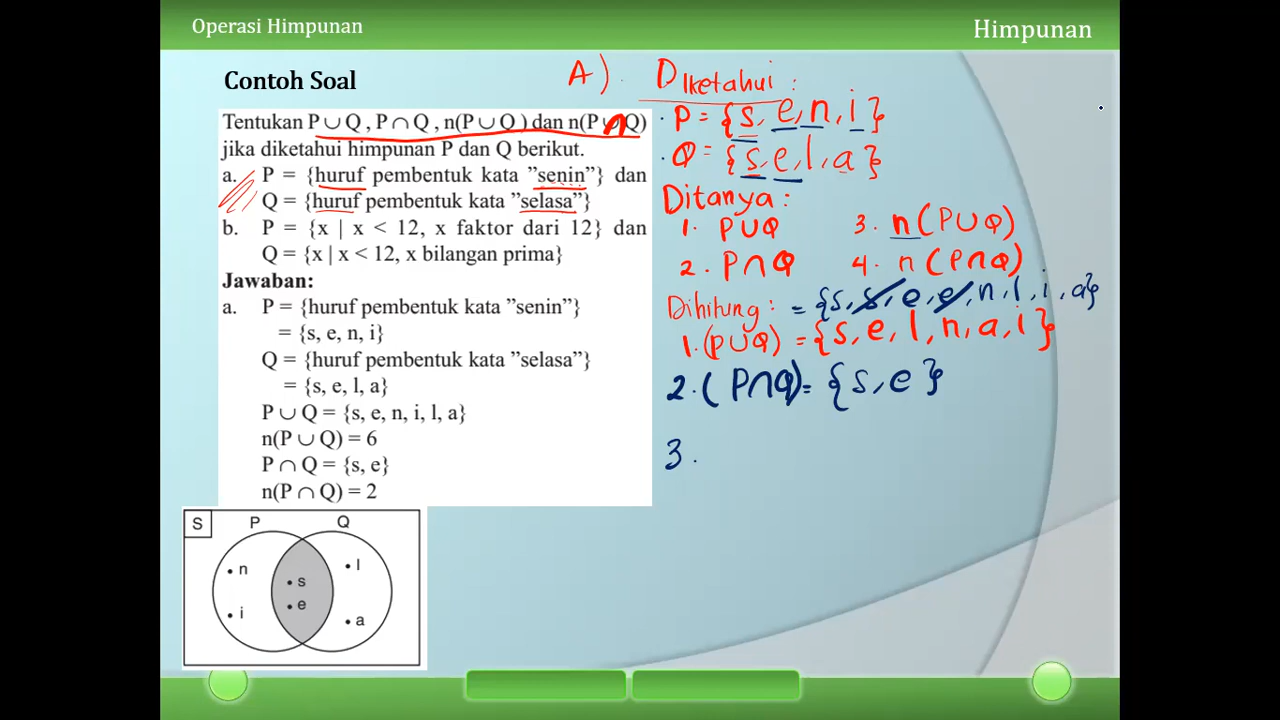 Operasi Himpunan
Himpunan
Contoh Soal
Tentukan P ∪ Q , P ∩ Q , n(P ∪ Q ) dan n(P ∩ Q)
jika diketahui himpunan P dan Q berikut.
a. P = {huruf pembentuk kata ”senin”} dan
Q = {huruf pembentuk kata ”selasa”}
b. P = {x | x < 12, x faktor dari 12} dan
Q = {x | x < 12, x bilangan prima}
Jawaban:
a. P = {huruf pembentuk kata ”senin”}
= {s, e, n, i}
Q = {huruf pembentuk kata ”selasa”}
= {s, e, l, a}
P ∪ Q = {s, e, n, i, l, a}
n(P ∪ Q) = 6
P ∩ Q = {s, e}
n(P ∩ Q) = 2
S P Q
n s l
i e a
A). Diketahui :
P = {s, e, n, i}
Q = {s, e, l, a}
Ditanya :
1. P∪Q 3. n(P∪Q)
2. P∩Q 4. n(P∩Q)
Dihitung : = {s, s, e, e, n, l, i, a}
1. (P∪Q) = {s, e, l, n, a, i}
2. (P∩Q) = {s, e}
3.